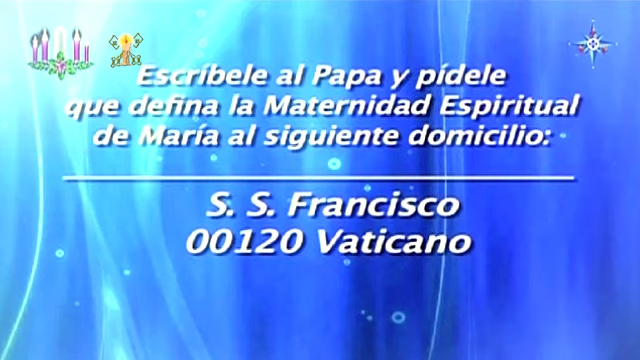 Escríbele al Papa y pídele
que defina la Maternidad Espiritual
de María al siguiente domicilio:
S. S. Francisco
00120 Vaticano